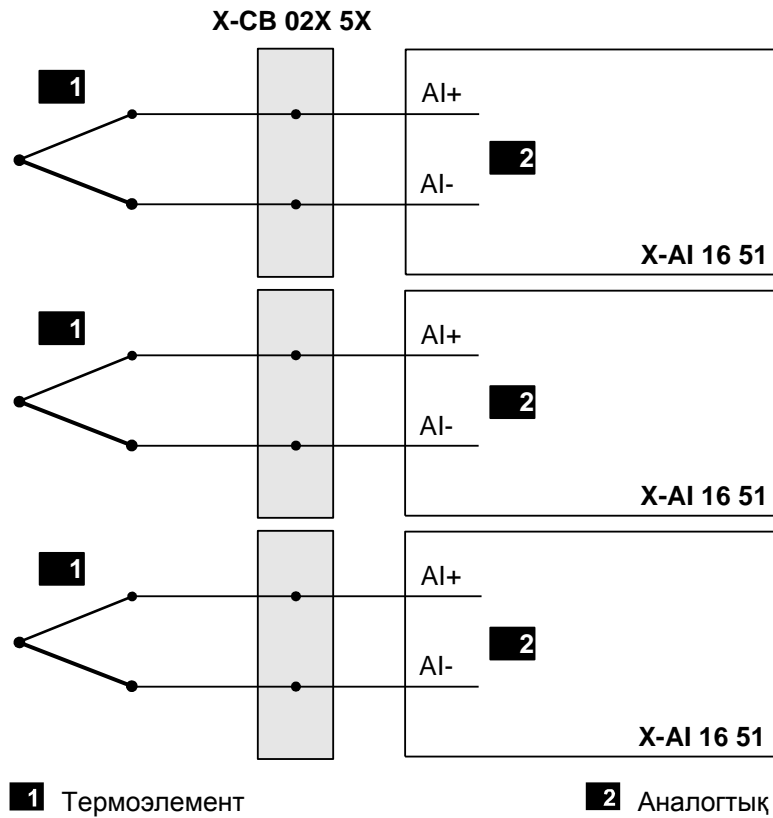 X-CB 02X 5X
1
AI+
2
AI-
X-AI 16 51
1
AI+
2
AI-
X-AI 16 51
1
AI+
2
AI-
X-AI 16 51
1 Термоэлемент
2 Аналогтық